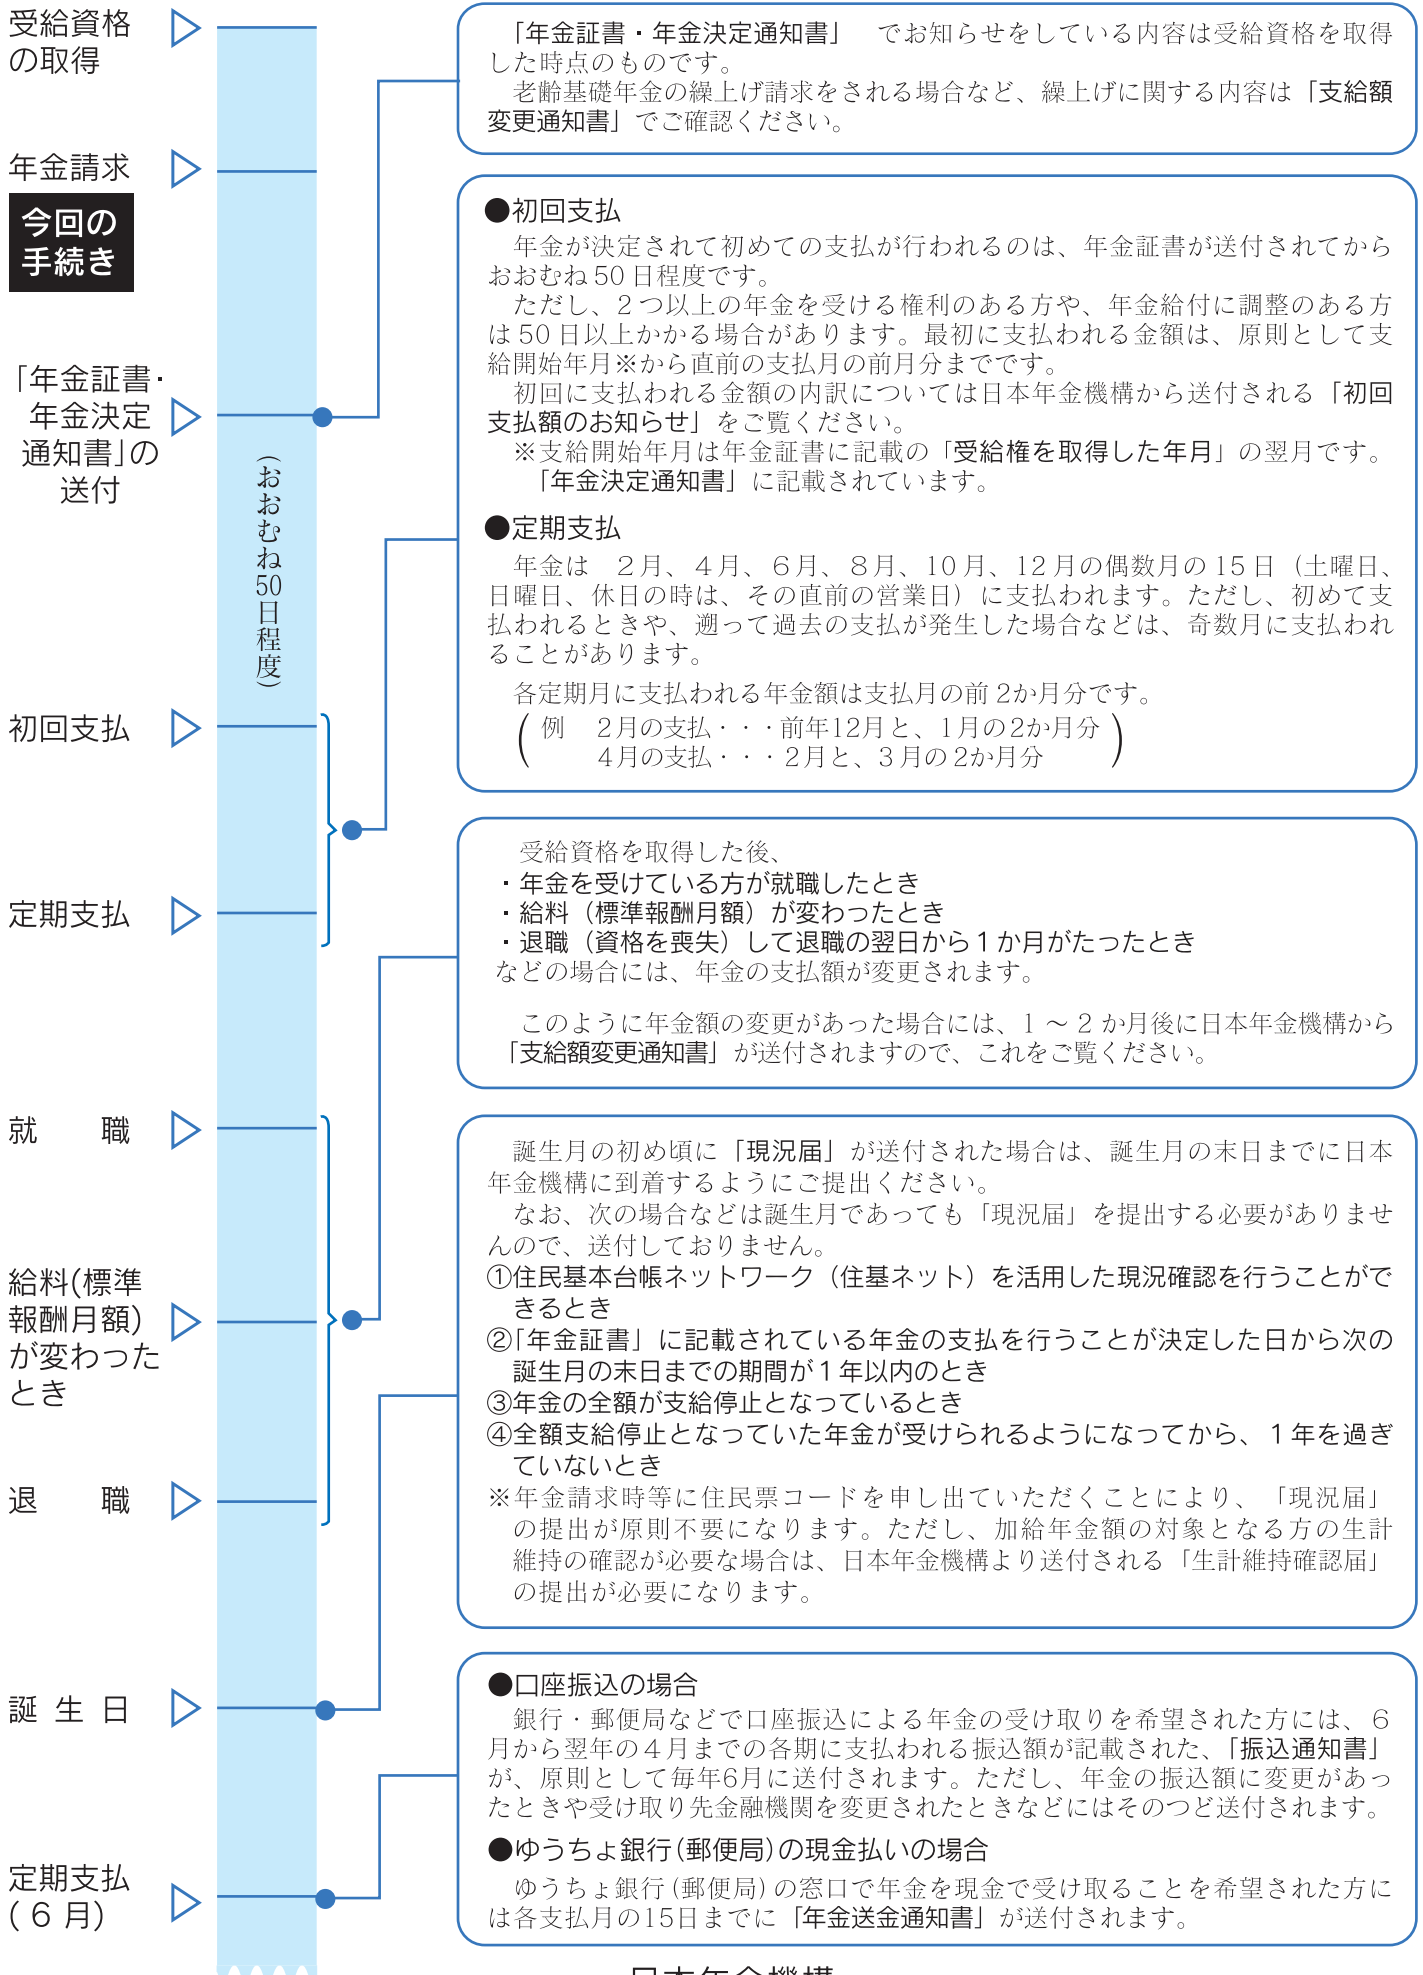 受給資格
の取得
年金請求
今回の
手続き
「年金証書・
年金決定
通知書」の
送付
(おおむね50日程度)
初回支払
定期支払
就　　職
給料(標準
報酬月額)
が変わった
とき
退　　職
誕 生 日
定期支払
( 6 月)
「年金証書・年金決定通知書」　でお知らせをしている内容は受給資格を取得
した時点のものです。
老齢基礎年金の繰上げ請求をされる場合など、繰上げに関する内容は「支給額
変更通知書」でご確認ください。
●初回支払
年金が決定されて初めての支払が行われるのは、年金証書が送付されてから
おおむね 50 日程度です。
ただし、２つ以上の年金を受ける権利のある方や、年金給付に調整のある方
は 50 日以上かかる場合があります。最初に支払われる金額は、原則として支
給開始年月※から直前の支払月の前月分までです。
初回に支払われる金額の内訳については日本年金機構から送付される「初回
支払額のお知らせ」をご覧ください。
※支給開始年月は年金証書に記載の「受給権を取得した年月」の翌月です。
「年金決定通知書」に記載されています。
●定期支払
年金は　２月、４月、６月、８月、10 月、12 月の偶数月の 15 日（土曜日、
日曜日、休日の時は、その直前の営業日）に支払われます。ただし、初めて支
払われるときや、遡って過去の支払が発生した場合などは、奇数月に支払われ
ることがあります。
各定期月に支払われる年金額は支払月の前 2か月分です。
(例　2月の支払・・・前年12月と、1月の2か月分)
4月の支払・・・2月と、3 月の 2か月分
受給資格を取得した後、
・年金を受けている方が就職したとき
・給料（標準報酬月額）が変わったとき
・退職（資格を喪失）して退職の翌日から１か月がたったとき
などの場合には、年金の支払額が変更されます。
このように年金額の変更があった場合には、1 ～ 2 か月後に日本年金機構から
「支給額変更通知書」が送付されますので、これをご覧ください。
誕生月の初め頃に「現況届」が送付された場合は、誕生月の末日までに日本
年金機構に到着するようにご提出ください。
なお、次の場合などは誕生月であっても「現況届」を提出する必要がありませ
んので、送付しておりません。
①住民基本台帳ネットワーク（住基ネット）を活用した現況確認を行うことがで
きるとき
②「年金証書」に記載されている年金の支払を行うことが決定した日から次の
誕生月の末日までの期間が１年以内のとき
③年金の全額が支給停止となっているとき
④全額支給停止となっていた年金が受けられるようになってから、１年を過ぎ
ていないとき
※年金請求時等に住民票コードを申し出ていただくことにより、「現況届」
の提出が原則不要になります。ただし、加給年金額の対象となる方の生計
維持の確認が必要な場合は、日本年金機構より送付される「生計維持確認届」
の提出が必要になります。
●口座振込の場合
銀行・郵便局などで口座振込による年金の受け取りを希望された方には、６
月から翌年の４月までの各期に支払われる振込額が記載された、「振込通知書」
が、原則として毎年6月に送付されます。ただし、年金の振込額に変更があっ
たときや受け取り先金融機関を変更されたときなどにはそのつど送付されます。
●ゆうちょ銀行(郵便局)の現金払いの場合
ゆうちょ銀行 (郵便局) の窓口で年金を現金で受け取ることを希望された方に
は各支払月の15日までに「年金送金通知書」が送付されます。
日本年金機構